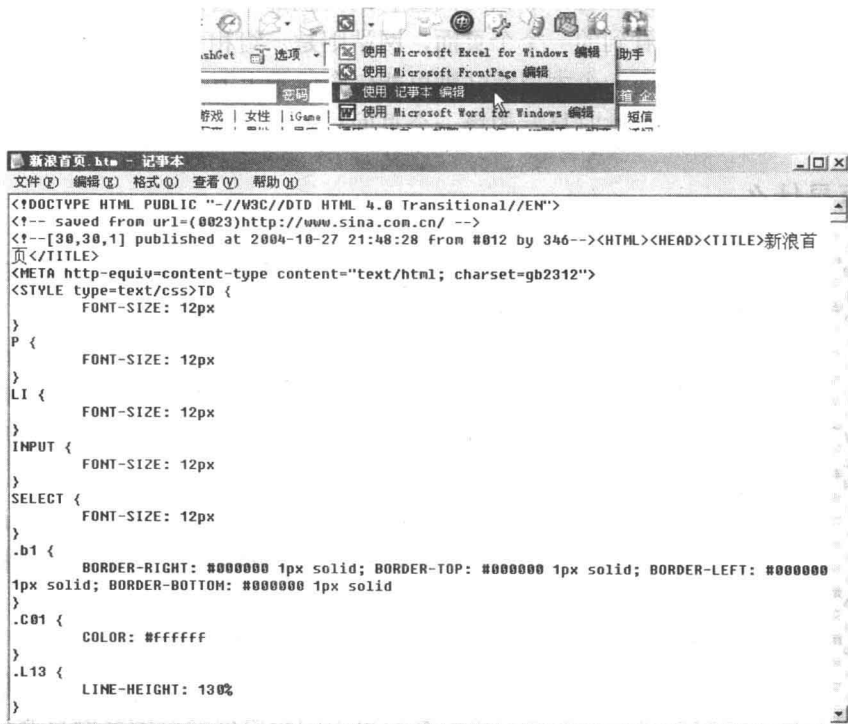 使用 Microsoft Excel for Windows 编辑
shGet 选项 助手
使用 Microsoft FrontPage 编辑
密码 使用 记事本 编辑
游戏 | 女性 | iGame 使用 Microsoft Word for Windows 编辑 短信
新浪首页.htm - 记事本
文件(F) 编辑(E) 格式(O) 查看(V) 帮助(H)
<!DOCTYPE HTML PUBLIC "-//W3C//DTD HTML 4.0 Transitional//EN">
<!-- saved from url=(0023)http://www.sina.com.cn/ -->
<!--[30,30,1] published at 2004-10-27 21:48:28 from #012 by 346--><HTML><HEAD><TITLE>新浪首
页</TITLE>
<META http-equiv=content-type content="text/html; charset=gb2312">
<STYLE type=text/css>TD {
FONT-SIZE: 12px
}
P {
FONT-SIZE: 12px
}
LI {
FONT-SIZE: 12px
}
INPUT {
FONT-SIZE: 12px
}
SELECT {
FONT-SIZE: 12px
}
.b1 {
BORDER-RIGHT: #000000 1px solid; BORDER-TOP: #000000 1px solid; BORDER-LEFT: #000000
1px solid; BORDER-BOTTOM: #000000 1px solid
}
.C01 {
COLOR: #ffffff
}
.L13 {
LINE-HEIGHT: 130%
}